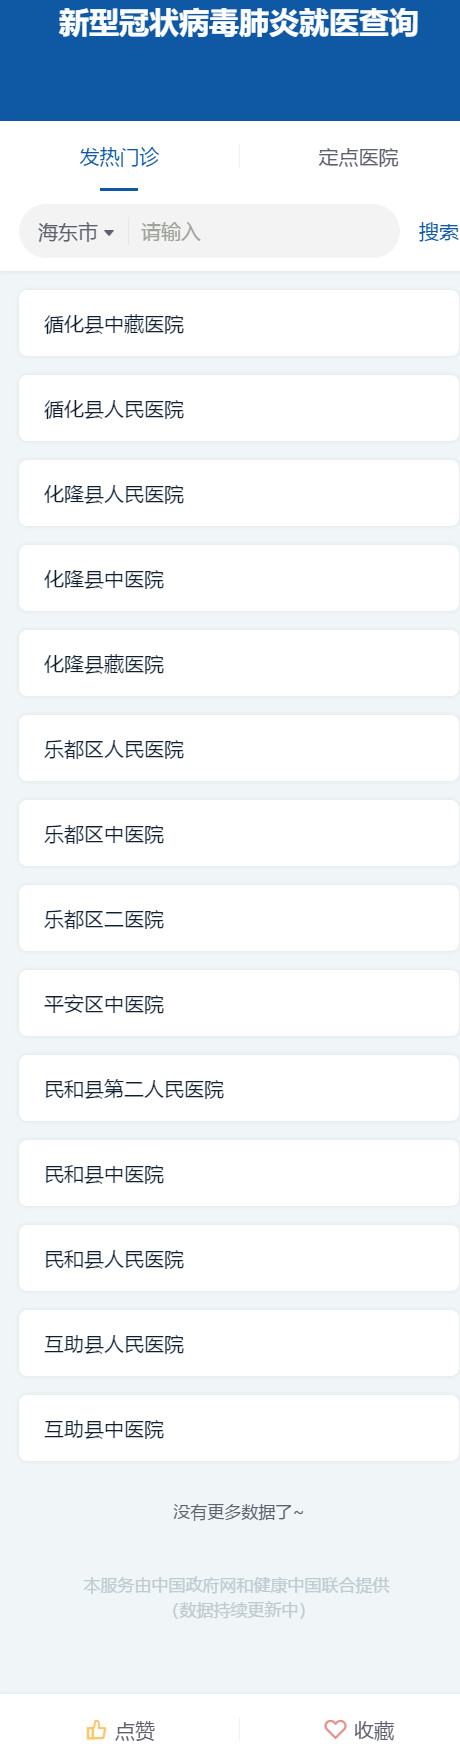 新型冠状病毒肺炎就医查询
发热门诊 定点医院
海东市 请输入 搜索
循化县中藏医院
循化县人民医院
化隆县人民医院
化隆县中医院
化隆县藏医院
乐都区人民医院
乐都区中医院
乐都区二医院
平安区中医院
民和县第二人民医院
民和县中医院
民和县人民医院
互助县人民医院
互助县中医院
没有更多数据了~
本服务由中国政府网和健康中国联合提供
（数据持续更新中）
点赞 收藏